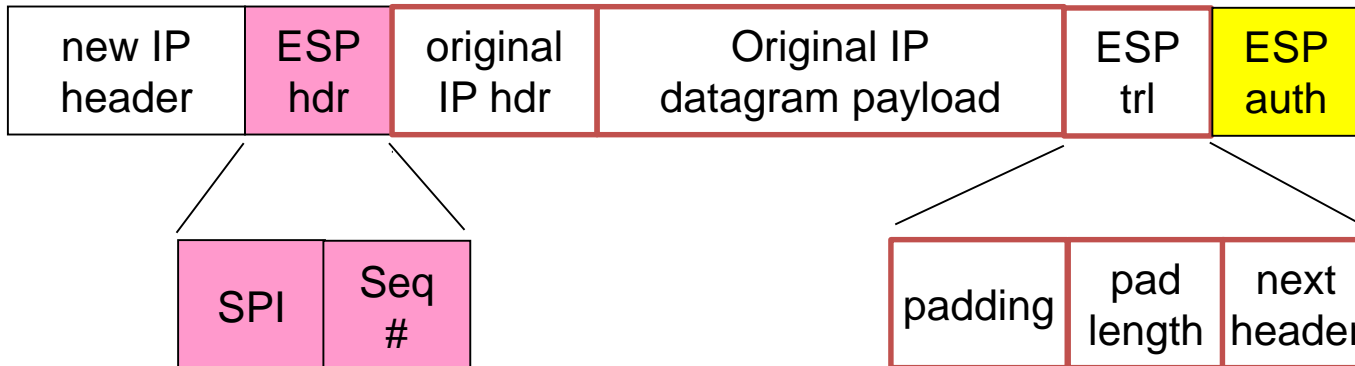 new IP
header
ESP
hdr
original
IP hdr
Original IP
datagram payload
ESP
trl
ESP
auth
SPI
Seq
#
padding
pad
length
next
header